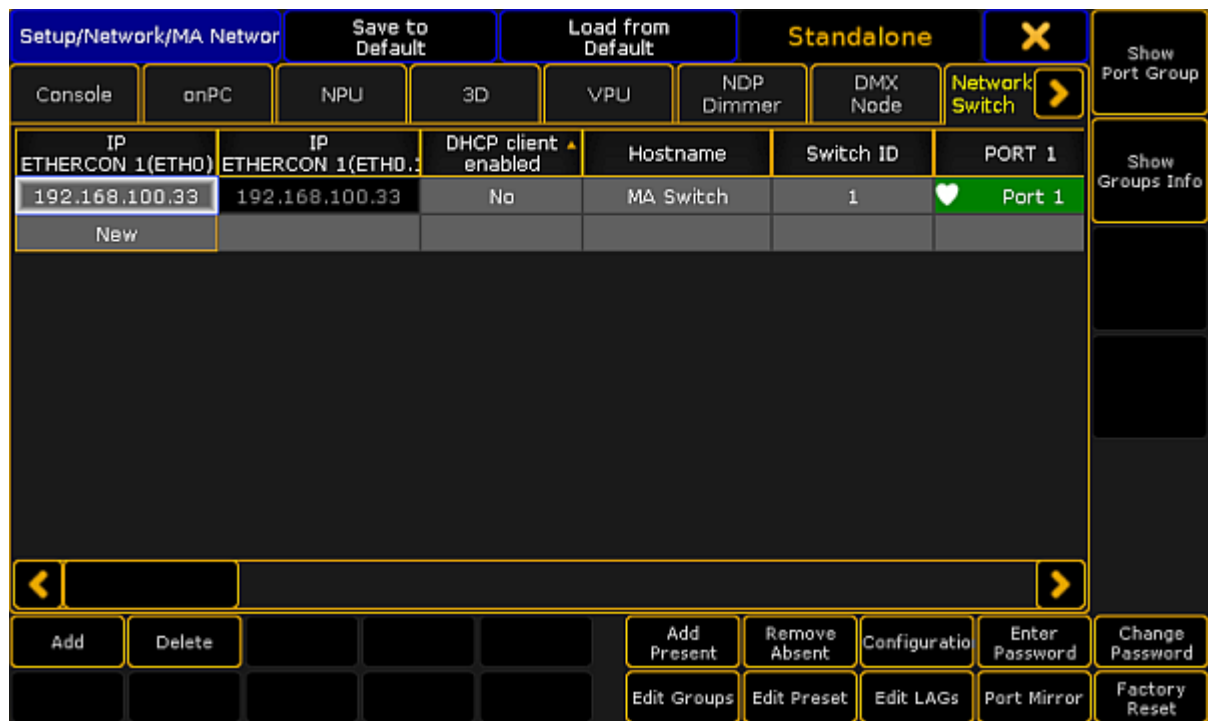 Setup/Network/MA Networ
Save to
Default
Load from
Default
Standalone
Show
Port Group
Console
onPC
NPU
3D
VPU
NDP
Dimmer
DMX
Node
Network
Switch
IP
ETHERCON 1(ETH0)
IP
ETHERCON 1(ETH0.1
DHCP client
enabled
Hostname
Switch ID
PORT 1
Show
Groups Info
192.168.100.33
192.168.100.33
No
MA Switch
1
Port 1
New
Add
Delete
Add
Present
Remove
Absent
Configuratio
Enter
Password
Change
Password
Edit Groups
Edit Preset
Edit LAGs
Port Mirror
Factory
Reset